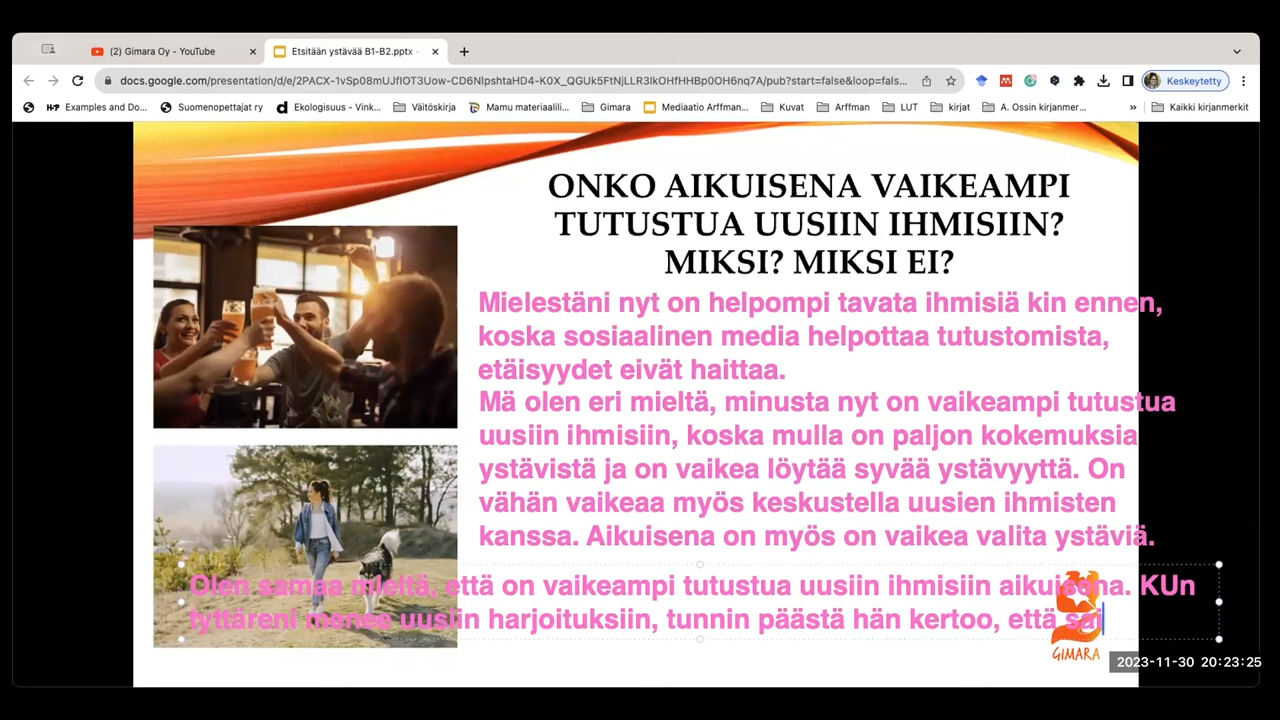 (2) Gimara Oy - YouTube
Etsitään ystävää B1-B2.pptx -
docs.google.com/presentation/d/e/2PACX-1vSp08mUJfIOT3Uow-CD6NlpshtaHD4-K0X_QGUk5FtNjLLR3lkOHfHHBp0OH6nq7A/pub?start=false&loop=fals...
Keskeytetty
Examples and Do...
Suomenopettajat ry
Ekologisuus - Vink...
Väitöskirja
Mamu materiaalil...
Gimara
Mediaatio Arffman...
Kuvat
Arffman
LUT
kirjat
A. Ossin kirjanmer...
»
Kaikki kirjanmerkit
ONKO AIKUISENA VAIKEAMPI
TUTUSTUA UUSIIN IHMISIIN?
MIKSI? MIKSI EI?
Mielestäni nyt on helpompi tavata ihmisiä kin ennen,
koska sosiaalinen media helpottaa tutustomista,
etäisyydet eivät haittaa.
Mä olen eri mieltä, minusta nyt on vaikeampi tutustua
uusiin ihmisiin, koska mulla on paljon kokemuksia
ystävistä ja on vaikea löytää syvää ystävyyttä. On
vähän vaikeaa myös keskustella uusien ihmisten
kanssa. Aikuisena on myös on vaikea valita ystäviä.
Olen samaa mieltä, että on vaikeampi tutustua uusiin ihmisiin aikuisena. KUn
tyttäreni menee uusiin harjoituksiin, tunnin päästä hän kertoo, että sai
GIMARA
2023-11-30 20:23:25